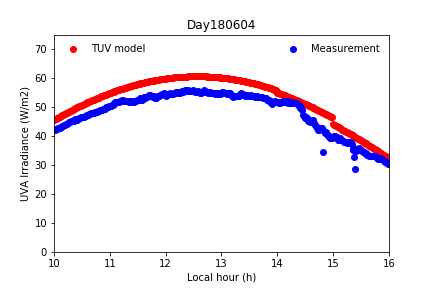 Day180604
TUV model
Measurement
UVA Irradiance (W/m2)
70
60
50
40
30
20
10
0
10 11 12 13 14 15 16
Local hour (h)